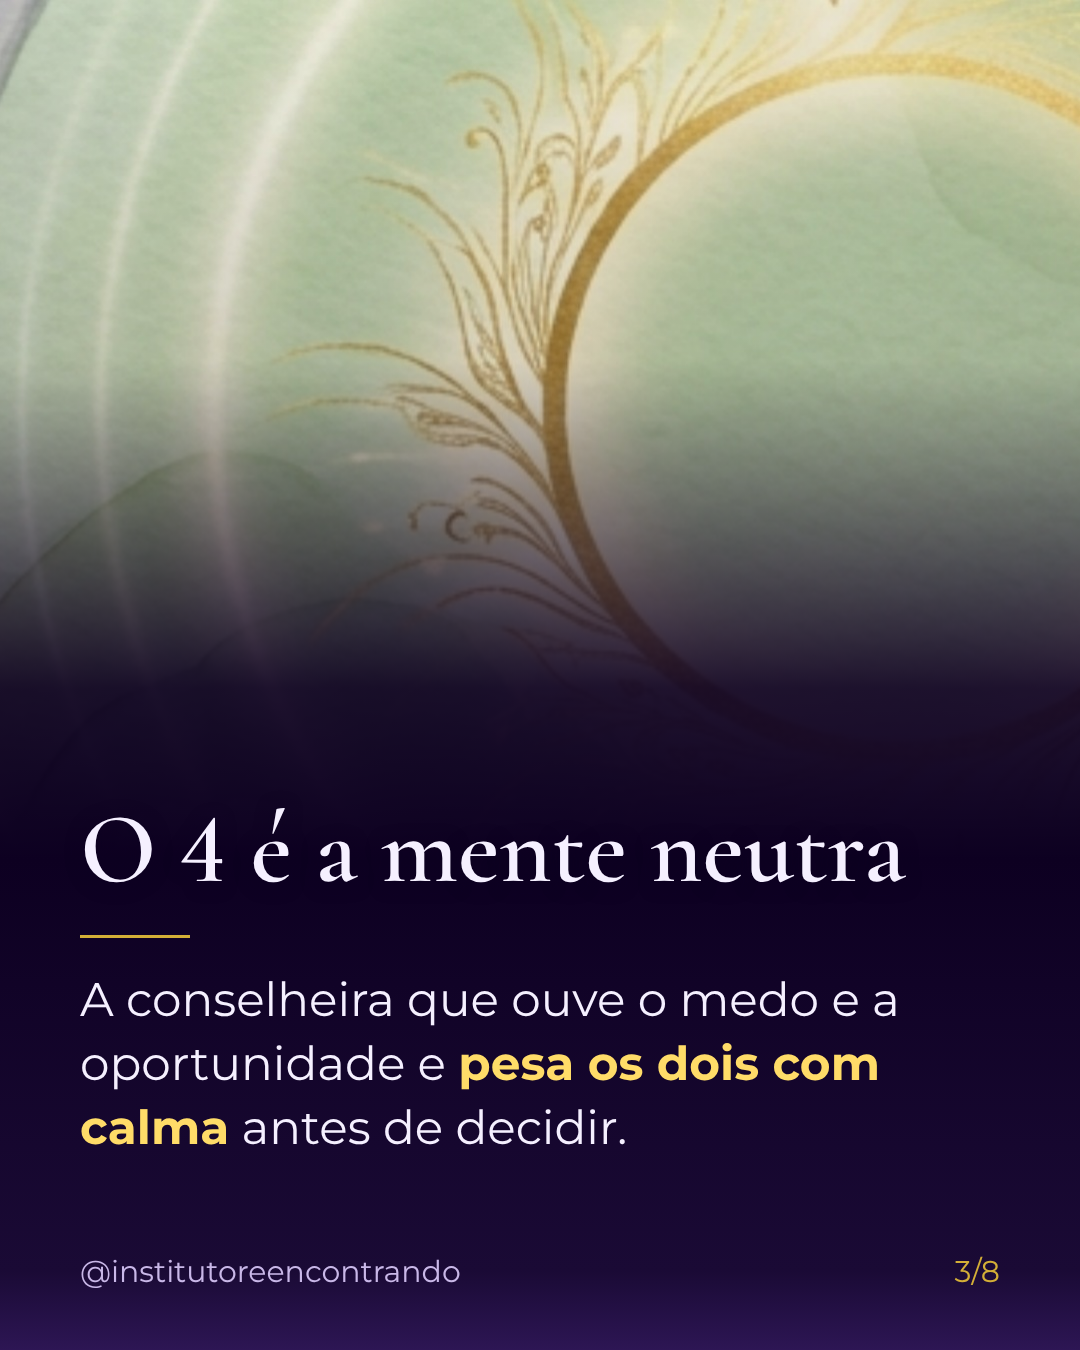 O 4 é a mente neutra
A conselheira que ouve o medo e a
oportunidade e pesa os dois com
calma antes de decidir.
@institutoreencontrando
3/8